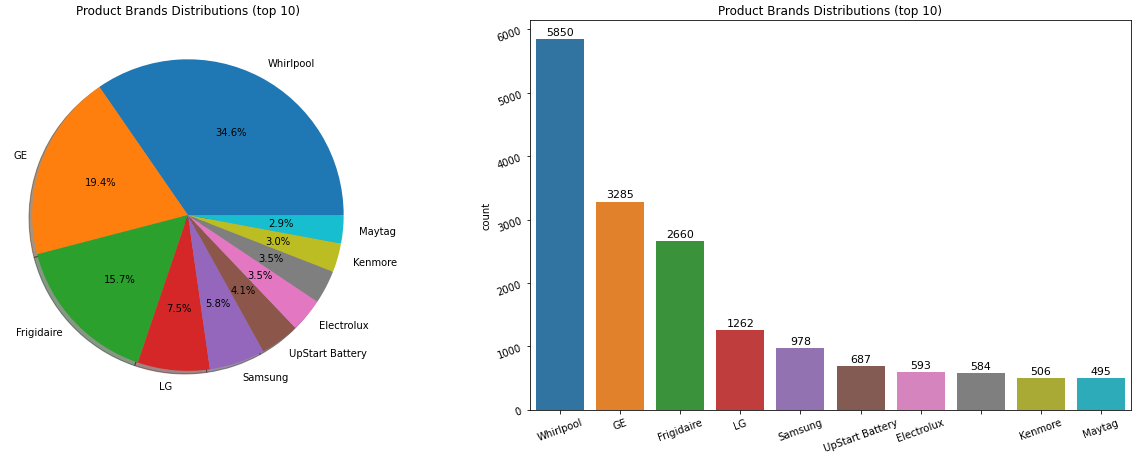 Product Brands Distributions (top 10)
Whirlpool
34.6%
GE
19.4%
Frigidaire
15.7%
LG
7.5%
Samsung
5.8%
UpStart Battery
4.1%
Electrolux
3.5%
3.5%
Kenmore
3.0%
Maytag
2.9%
Product Brands Distributions (top 10)
count
6000
5000
4000
3000
2000
1000
0
5850
3285
2660
1262
978
687
593
584
506
495
Whirlpool
GE
Frigidaire
LG
Samsung
UpStart Battery
Electrolux
Kenmore
Maytag